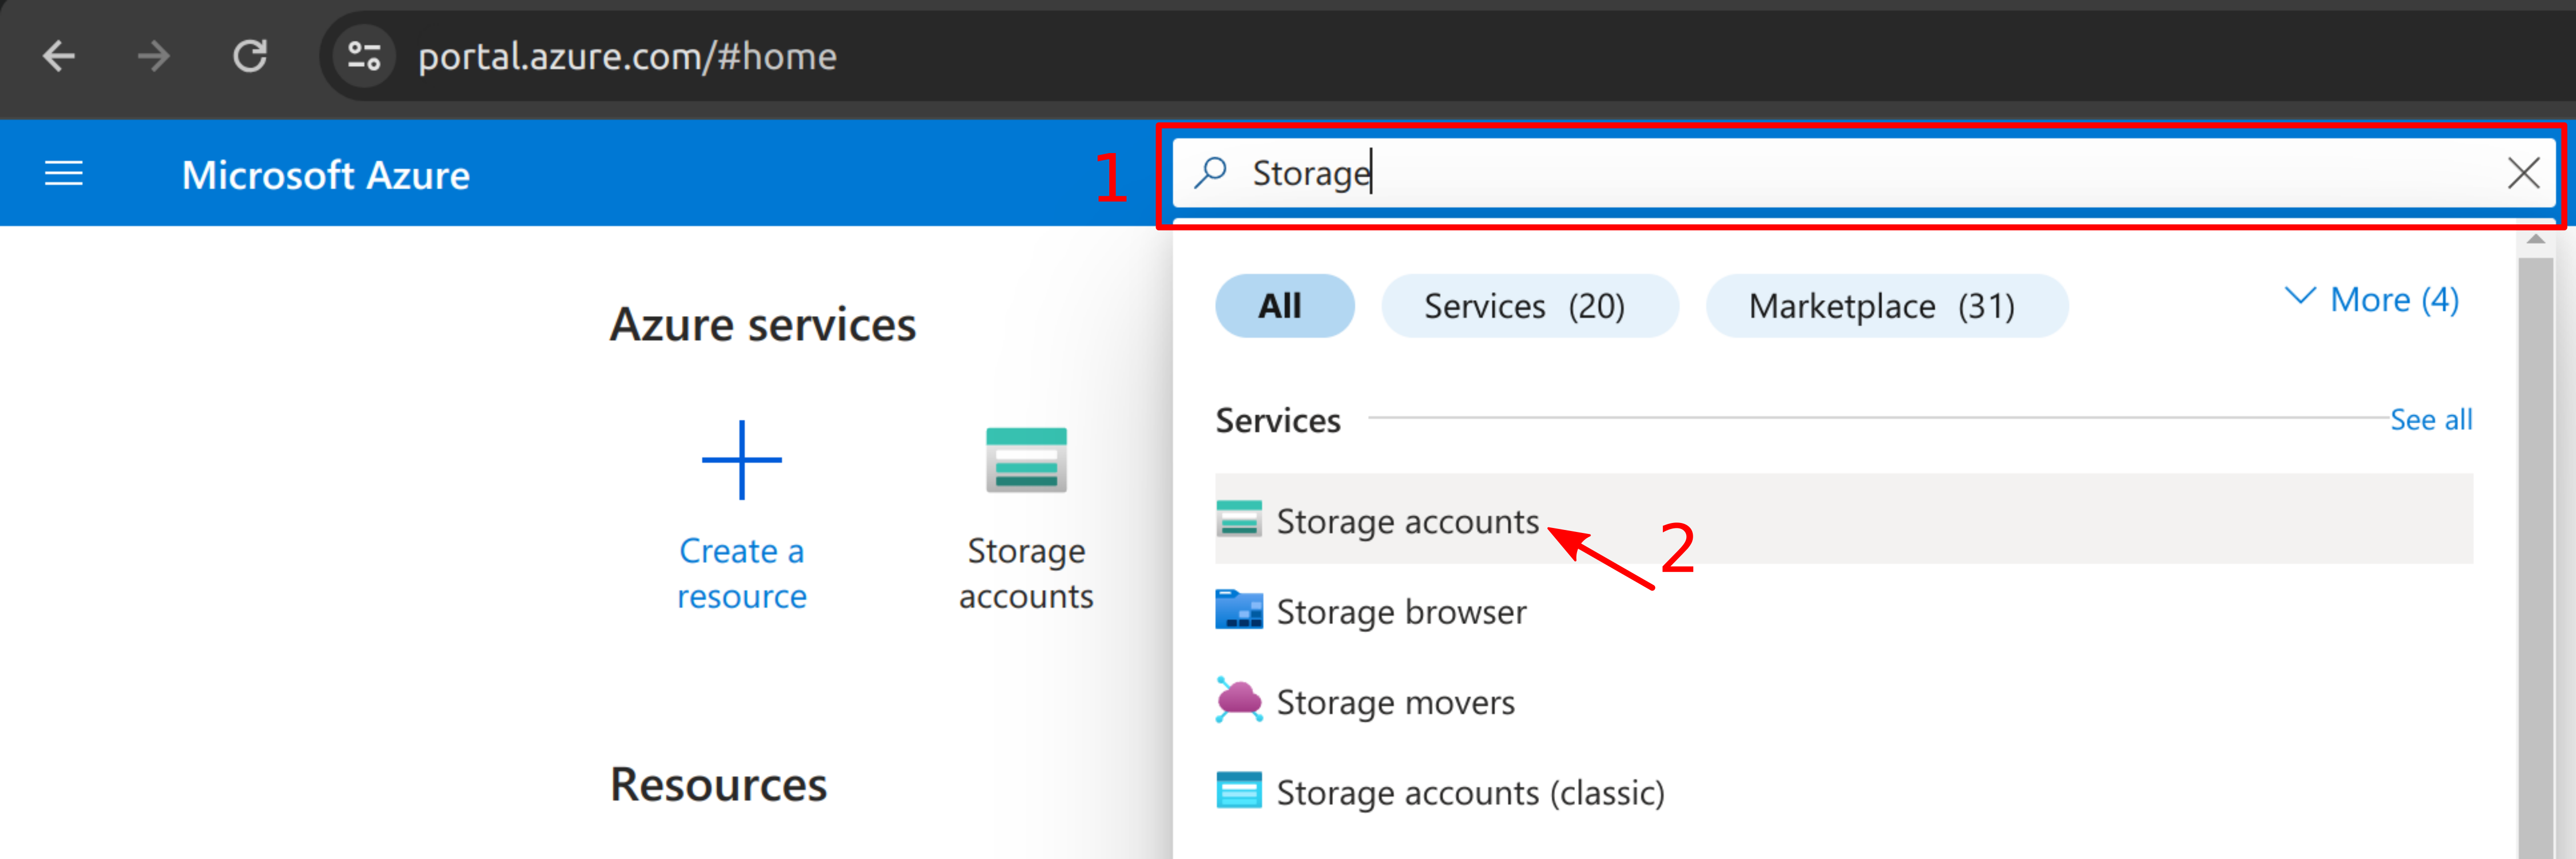 portal.azure.com/#home
Microsoft Azure
1
Storage
All
Services (20)
Marketplace (31)
More (4)
Azure services
Create a
resource
Storage
accounts
Resources
Services
See all
Storage accounts
2
Storage browser
Storage movers
Storage accounts (classic)